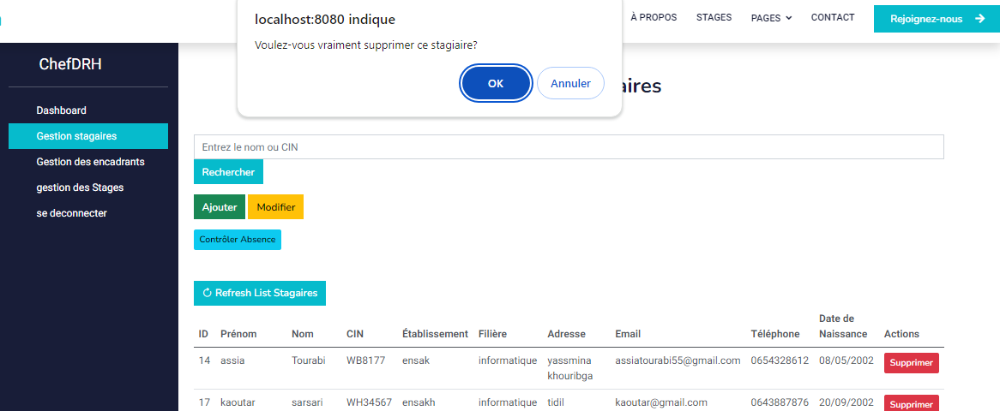 localhost:8080 indique
Voulez-vous vraiment supprimer ce stagiaire?
OK Annuler
À PROPOS STAGES PAGES CONTACT Rejoignez-nous
ChefDRH
Dashboard
Gestion stagaires
Gestion des encadrants
gestion des Stages
se deconnecter
aires
Entrez le nom ou CIN
Rechercher
Ajouter Modifier
Contrôler Absence
Refresh List Stagaires
ID Prénom Nom CIN Établissement Filière Adresse Email Téléphone Date de Naissance Actions
14 assia Tourabi WB8177 ensak informatique yassmina khouribga assiatourabi55@gmail.com 0654328612 08/05/2002 Supprimer
17 kaoutar sarsari WH34567 ensakh informatique tidil kaoutar@gmail.com 0643887876 20/09/2002 Supprimer